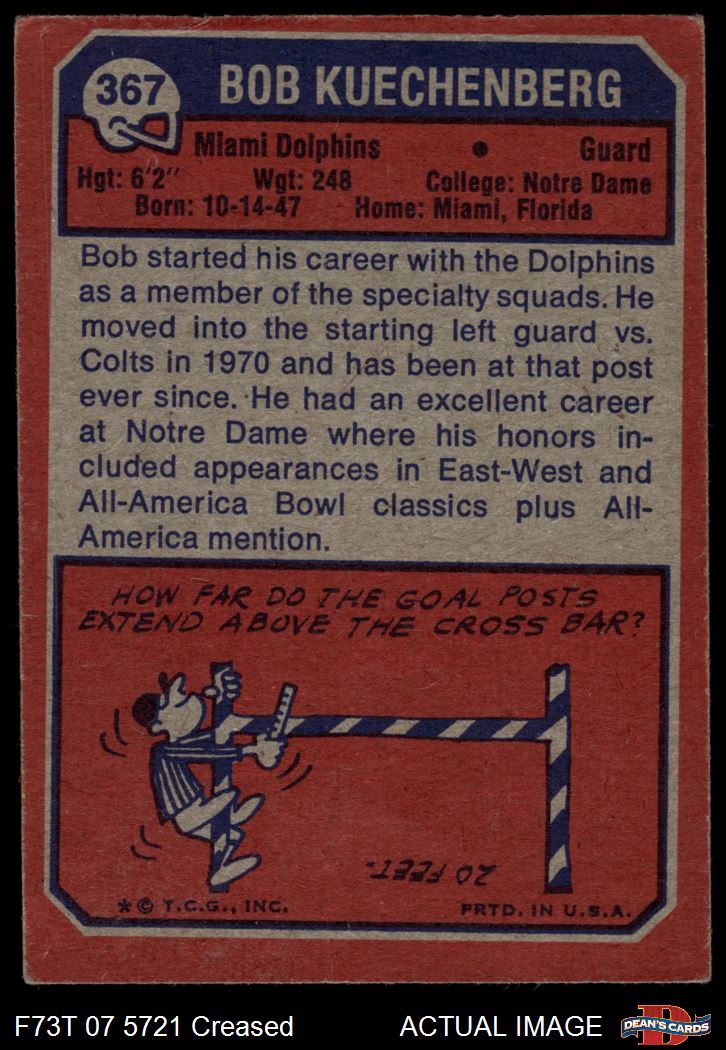 367 BOB KUECHENBERG
Miami Dolphins • Guard
Hgt: 6'2" Wgt: 248 College: Notre Dame
Born: 10-14-47 Home: Miami, Florida
Bob started his career with the Dolphins
as a member of the specialty squads. He
moved into the starting left guard vs.
Colts in 1970 and has been at that post
ever since. He had an excellent career
at Notre Dame where his honors in-
cluded appearances in East-West and
All-America Bowl classics plus All-
America mention.
HOW FAR DO THE GOAL POSTS
EXTEND ABOVE THE CROSS BAR?
20 FEET.
*© T.C.G., INC. PRTD. IN U.S.A.
F73T 07 5721 Creased ACTUAL IMAGE
D
DEAN'S CARDS